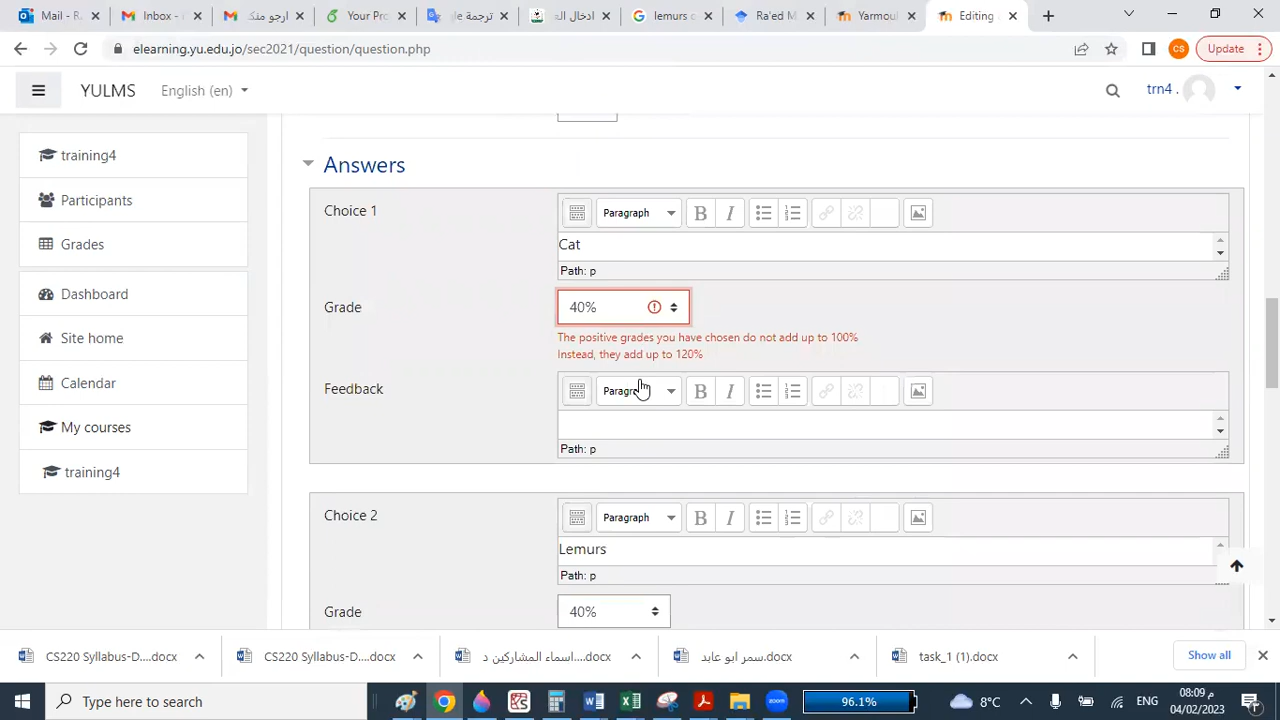 Mail - R
Inbox -
ارجو منك
Your Pro
ترجمة
ادخال الد
lemurs o
Ra'ed M
Yarmoul
Editing
elearning.yu.edu.jo/sec2021/question/question.php
CS
Update
YULMS
English (en)
trn4 .
training4
Participants
Grades
Dashboard
Site home
Calendar
My courses
training4
Answers
Choice 1
Paragraph
B
I
Cat
Path: p
Grade
40%
The positive grades you have chosen do not add up to 100%
Instead, they add up to 120%
Feedback
B
I
Path: p
Choice 2
Paragraph
B
I
Lemurs
Path: p
Grade
40%
CS220 Syllabus-D....docx
CS220 Syllabus-D....docx
اسماء المشاركين د....docx
سمر ابو عابد.docx
task_1 (1).docx
Show all
Type here to search
zoom
96.1%
8°C
ENG
08:09 م
04/02/2023